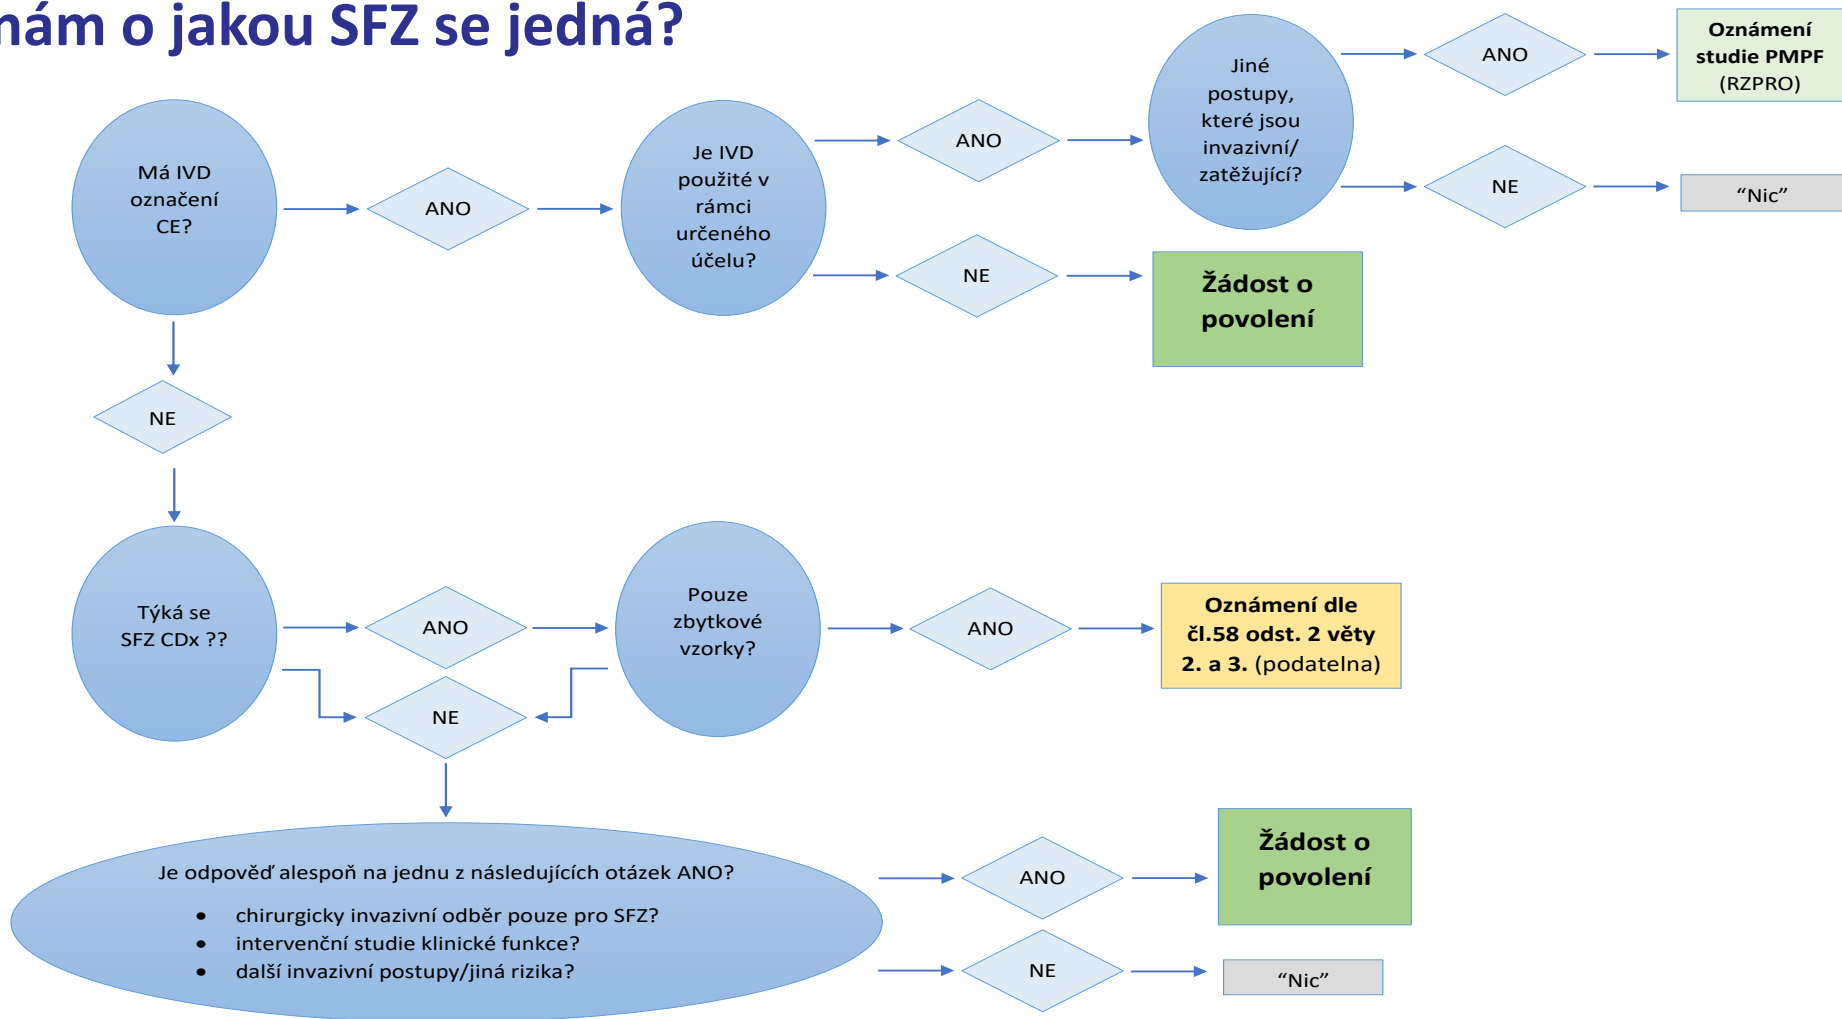 nám o jakou SFZ se jedná?
Má IVD
označení
CE?
ANO
Je IVD
použité v
rámci
určeného
účelu?
ANO
Jiné
postupy,
které jsou
invazivní/
zatěžující?
ANO
Oznámení
studie PMPF
(RZPRO)
NE
“Nic”
NE
Žádost o
povolení
NE
Týká se
SFZ CDx ??
ANO
Pouze
zbytkové
vzorky?
ANO
Oznámení dle
čl.58 odst. 2 věty
2. a 3. (podatelna)
NE
Je odpověď alespoň na jednu z následujících otázek ANO?
• chirurgicky invazivní odběr pouze pro SFZ?
• intervenční studie klinické funkce?
• další invazivní postupy/jiná rizika?
ANO
Žádost o
povolení
NE
“Nic”